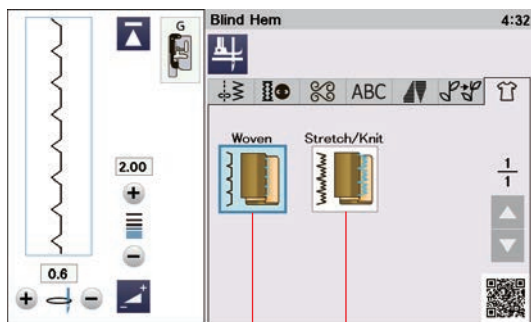 Blind Hem
4:32
G
ABC
Woven
Stretch/Knit
2.00
1
1
0.6